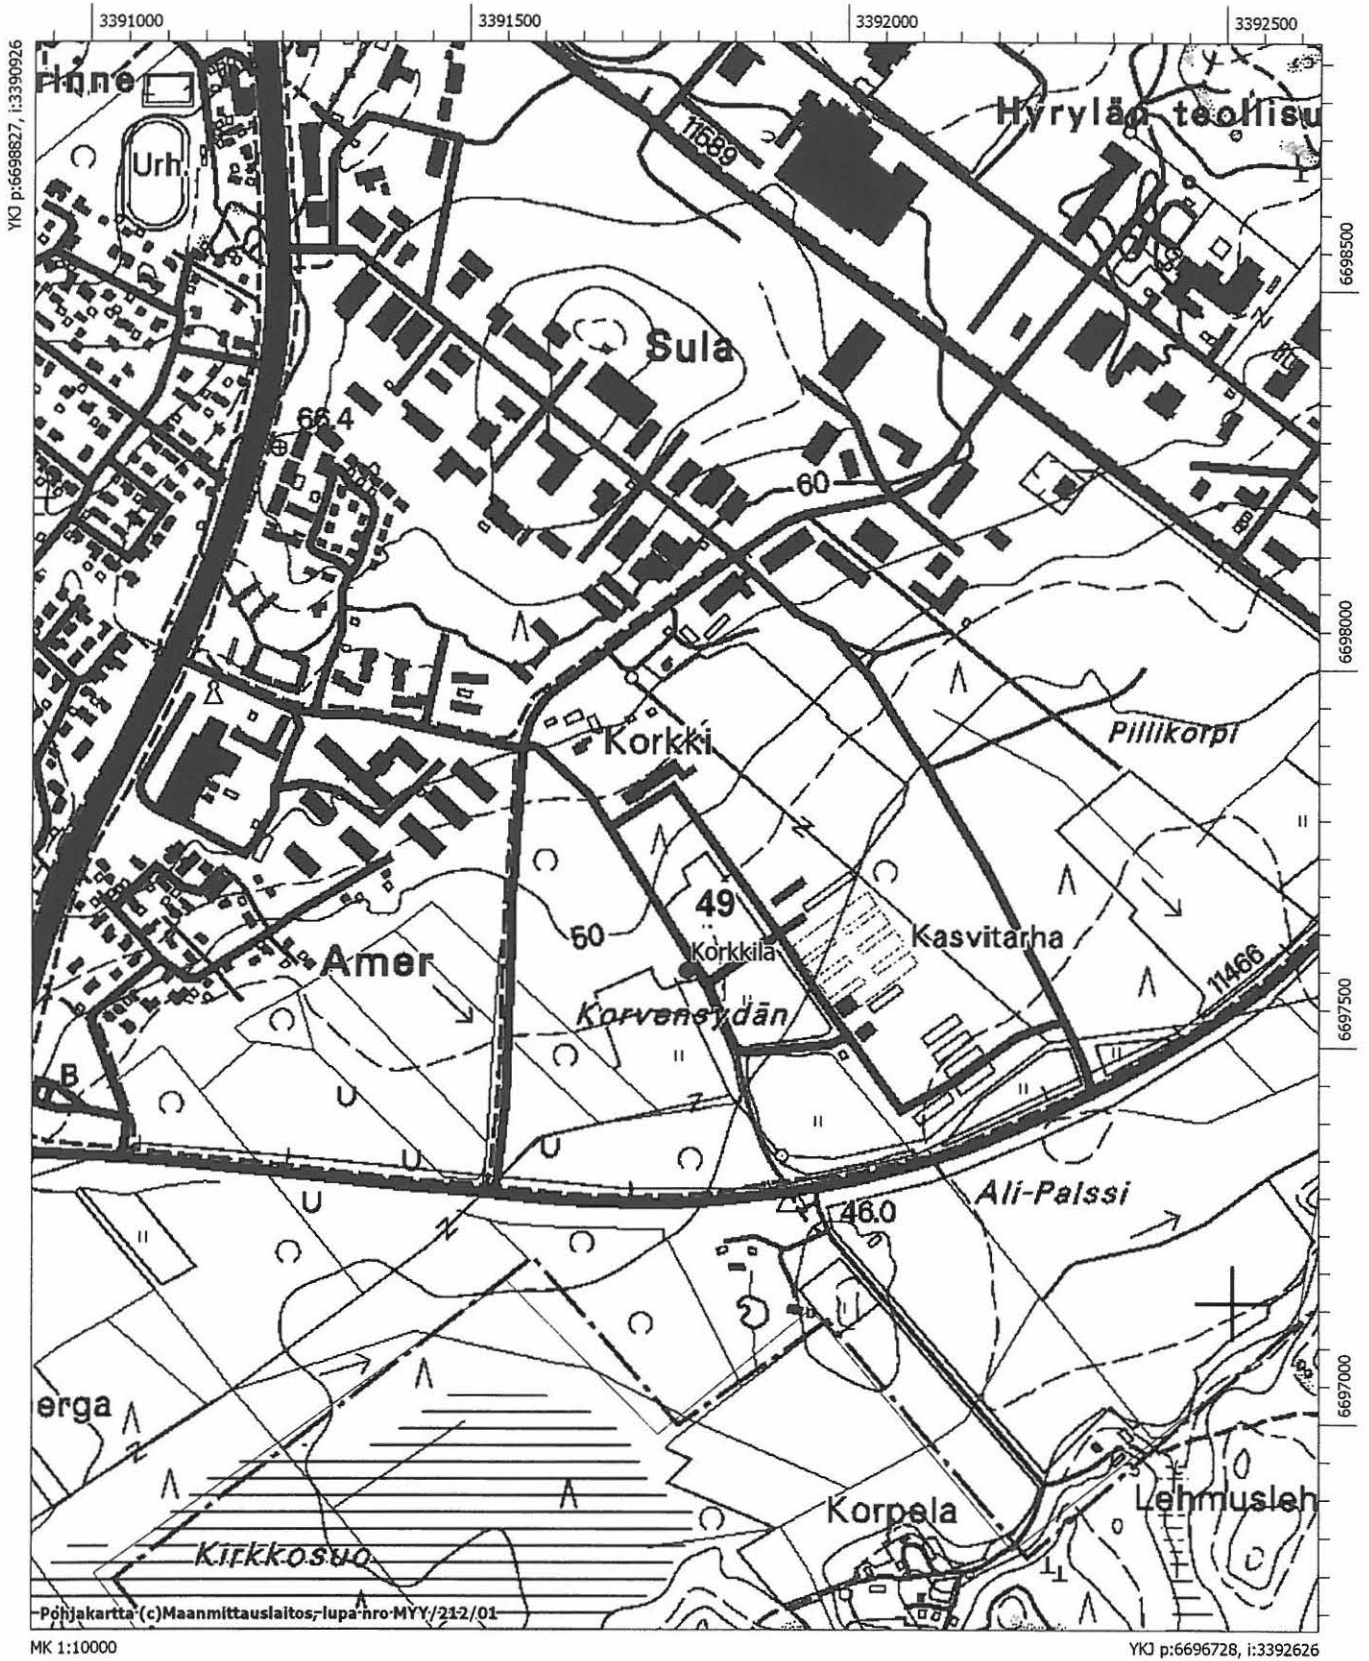 3391000
3391500
3392000
3392500
YKJ p:6698827, i:3390926
rinne
Urh.
11689
Hyrylän teollisu
6698500
Sula
66.4
60
6698000
Korkki
Piilikorpi
49
50
Korkkila
Kasvitarha
Amer
11466
Korvensydän
6697500
B
U
U
U
U
Ali-Palssi
46.0
6697000
erga
Korpela
Lehmusleh
Kirkkosuo
Pohjakartta (c)Maanmittauslaitos, lupa nro MYY/212/01
MK 1:10000
YKJ p:6696728, i:3392626